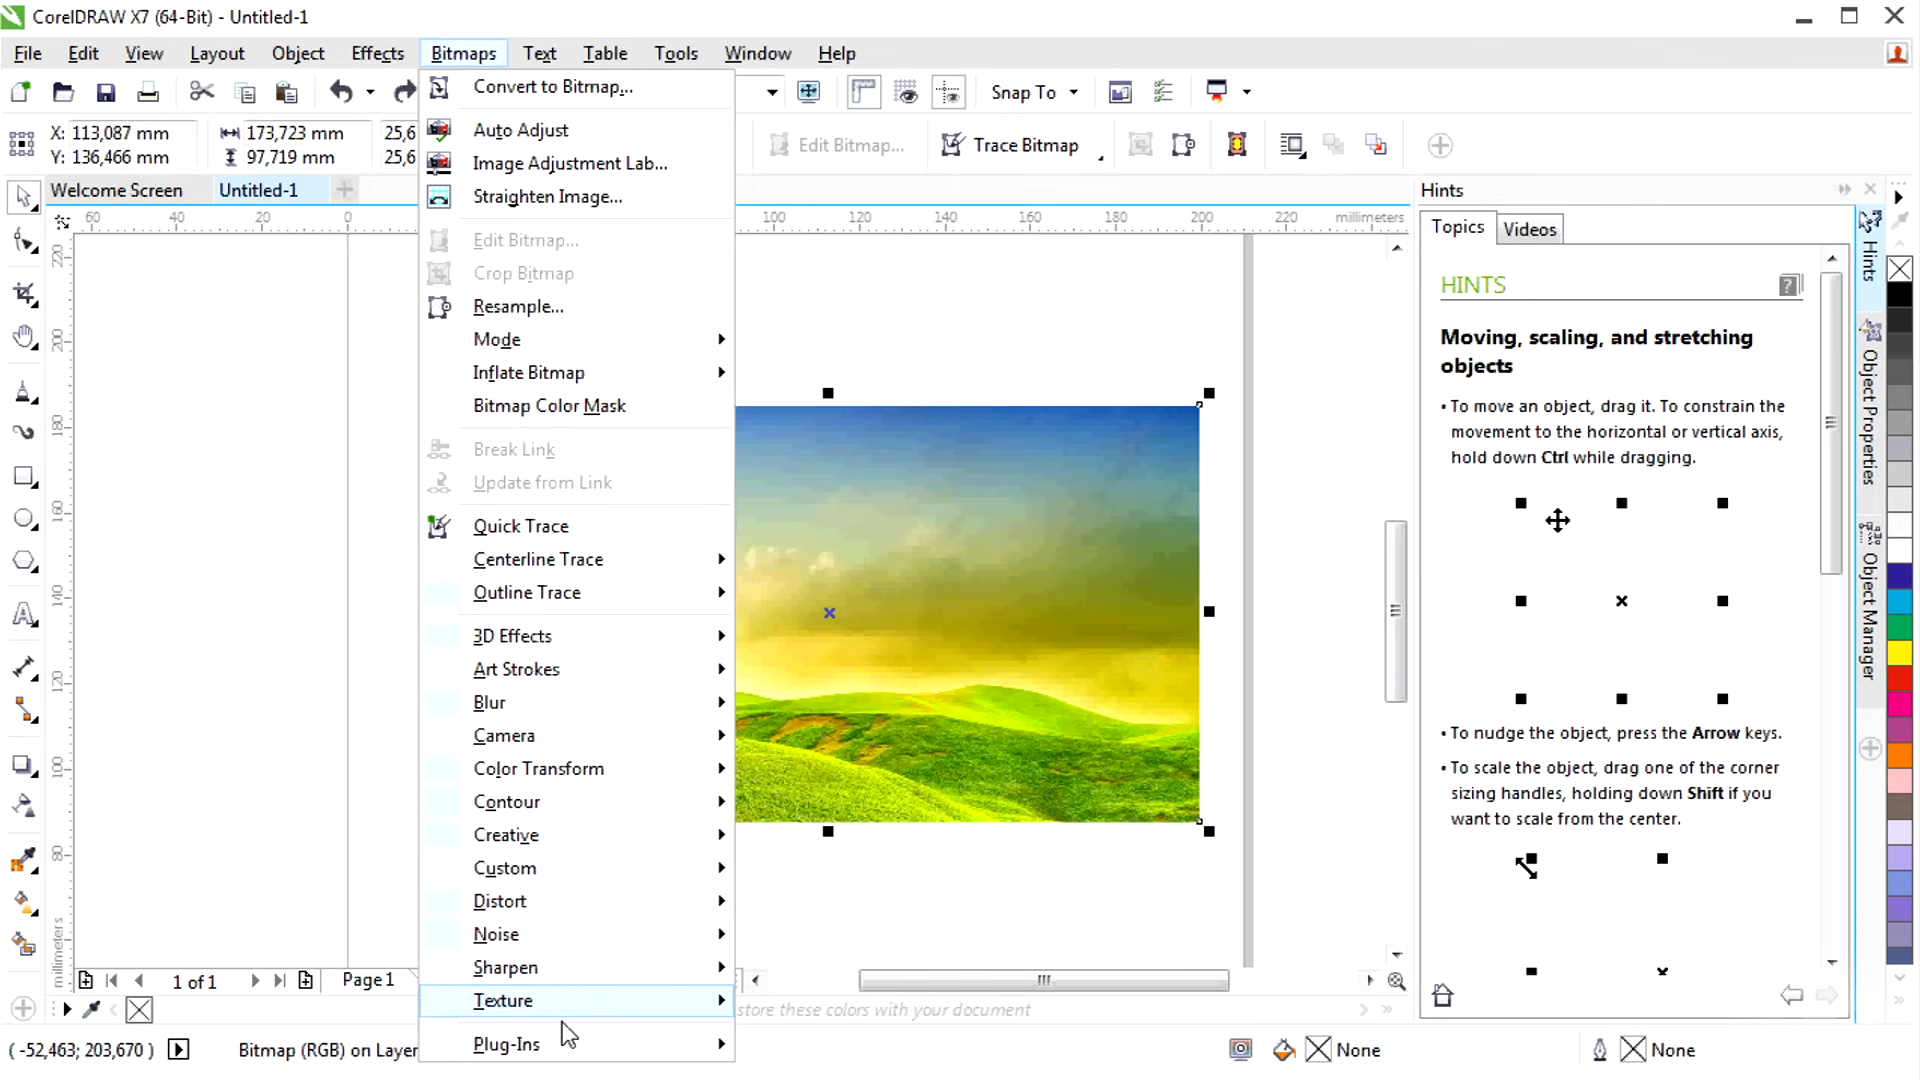 CorelDRAW X7 (64-Bit) - Untitled-1
File Edit View Layout Object Effects Bitmaps Text Table Tools Window Help
Snap To
X: 113,087 mm 173,723 mm 25,6
Y: 136,466 mm 97,719 mm 25,6
Edit Bitmap... Trace Bitmap
Welcome Screen Untitled-1
60 40 20 0 100 120 140 160 180 200 220 millimeters
220
200
180
160
140
120
100
80
millimeters
Convert to Bitmap...
Auto Adjust
Image Adjustment Lab...
Straighten Image...
Edit Bitmap...
Crop Bitmap
Resample...
Mode
Inflate Bitmap
Bitmap Color Mask
Break Link
Update from Link
Quick Trace
Centerline Trace
Outline Trace
3D Effects
Art Strokes
Blur
Camera
Color Transform
Contour
Creative
Custom
Distort
Noise
Sharpen
Texture
Plug-Ins
Hints
Topics Videos
HINTS
Moving, scaling, and stretching
objects
• To move an object, drag it. To constrain the
movement to the horizontal or vertical axis,
hold down Ctrl while dragging.
• To nudge the object, press the Arrow keys.
• To scale the object, drag one of the corner
sizing handles, holding down Shift if you
want to scale from the center.
Hints
Object Properties
Object Manager
1 of 1 Page 1
store these colors with your document
( -52,463; 203,670 ) Bitmap (RGB) on Layer None None